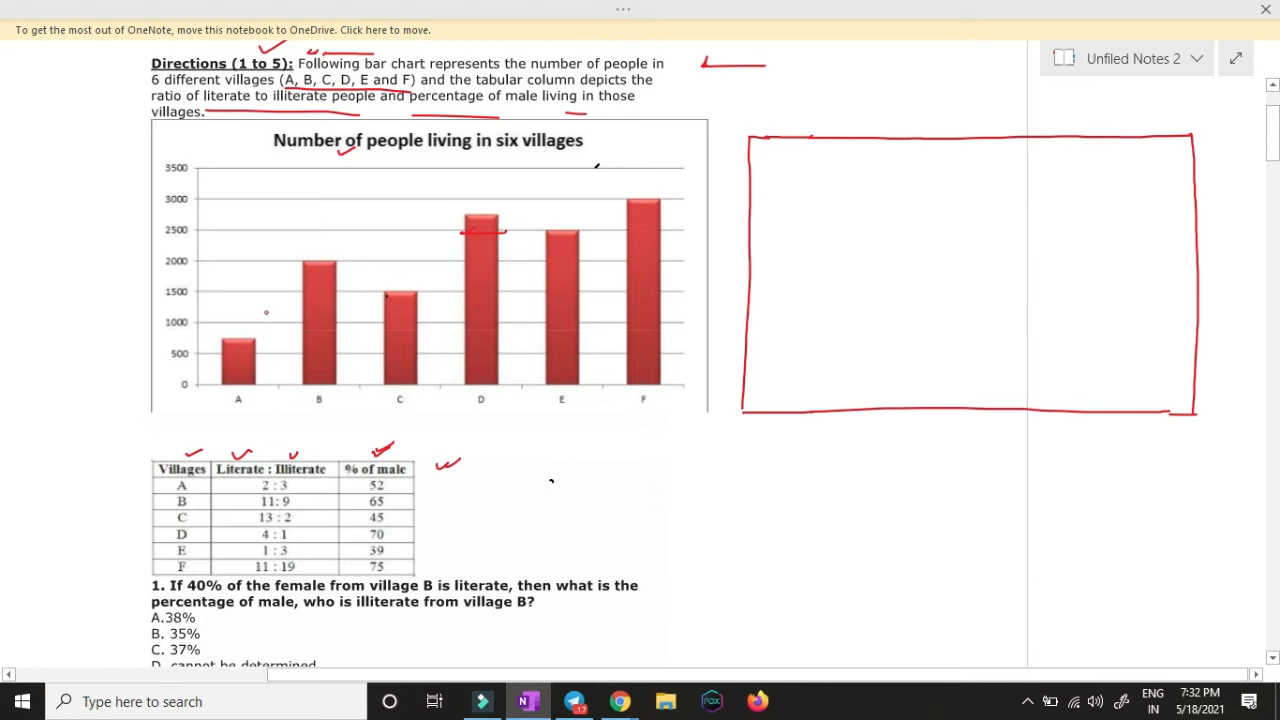 To get the most out of OneNote, move this notebook to OneDrive. Click here to move.
Unfiled Notes 2
Directions (1 to 5): Following bar chart represents the number of people in
6 different villages (A, B, C, D, E and F) and the tabular column depicts the
ratio of literate to illiterate people and percentage of male living in those
villages.
Number of people living in six villages
3500
3000
2500
2000
1500
1000
500
0
A B C D E F
Villages Literate : Illiterate % of male
A 2 : 3 52
B 11: 9 65
C 13 : 2 45
D 4 : 1 70
E 1 : 3 39
F 11 : 19 75
1. If 40% of the female from village B is literate, then what is the
percentage of male, who is illiterate from village B?
A.38%
B. 35%
C. 37%
D. cannot be determined
Type here to search
17
nox
ENG
IN
7:32 PM
5/18/2021